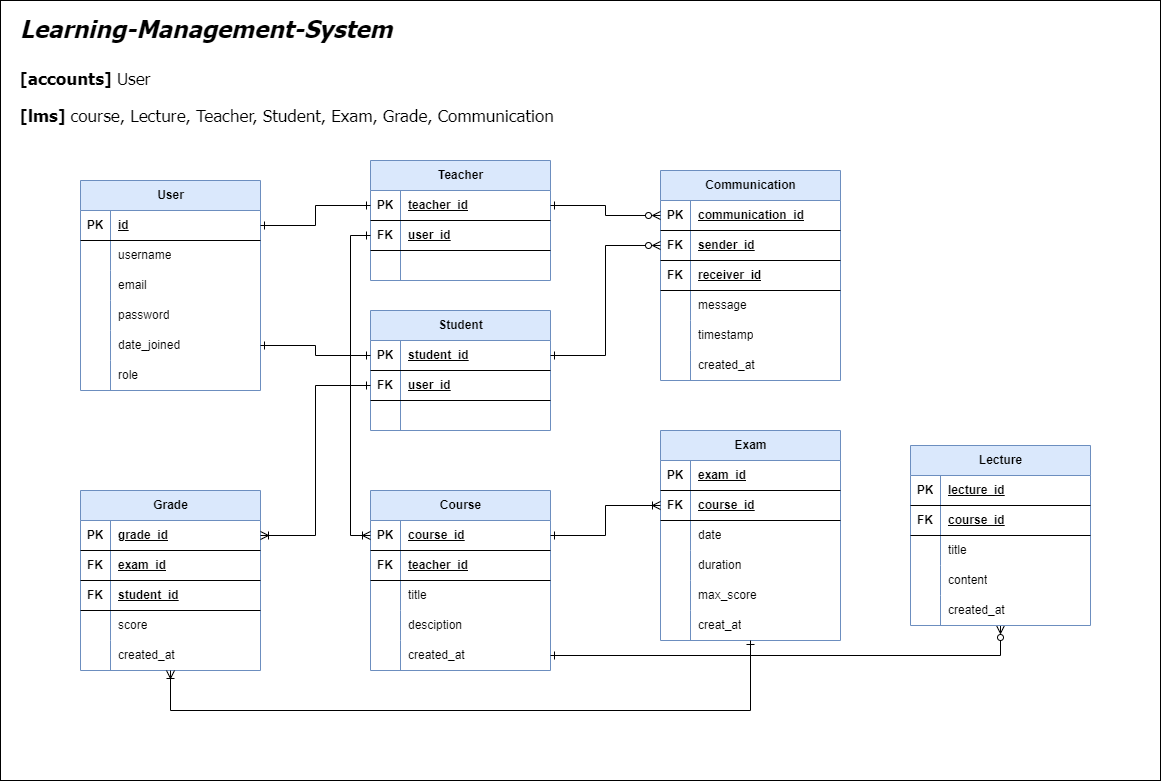 Learning-Management-System
[accounts] User
[lms] course, Lecture, Teacher, Student, Exam, Grade, Communication
User
PK id
username
email
password
date_joined
role
Teacher
PK teacher_id
FK user_id
Communication
PK communication_id
FK sender_id
FK receiver_id
message
timestamp
created_at
Student
PK student_id
FK user_id
Exam
PK exam_id
FK course_id
date
duration
max_score
creat_at
Lecture
PK lecture_id
FK course_id
title
content
created_at
Grade
PK grade_id
FK exam_id
FK student_id
score
created_at
Course
PK course_id
FK teacher_id
title
desciption
created_at